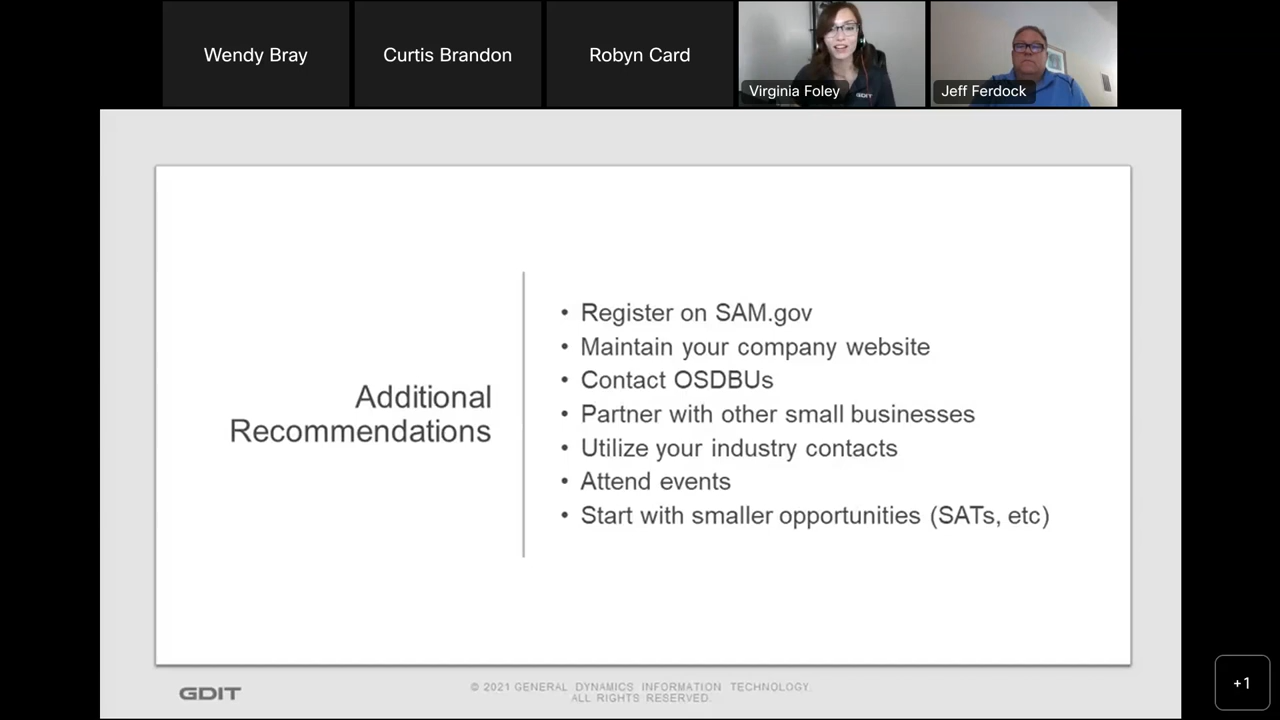 Wendy Bray
Curtis Brandon
Robyn Card
Virginia Foley
GDIT
Jeff Ferdock
Additional
Recommendations
• Register on SAM.gov
• Maintain your company website
• Contact OSDBUs
• Partner with other small businesses
• Utilize your industry contacts
• Attend events
• Start with smaller opportunities (SATs, etc)
GDIT
© 2021 GENERAL DYNAMICS INFORMATION TECHNOLOGY.
ALL RIGHTS RESERVED.
+1